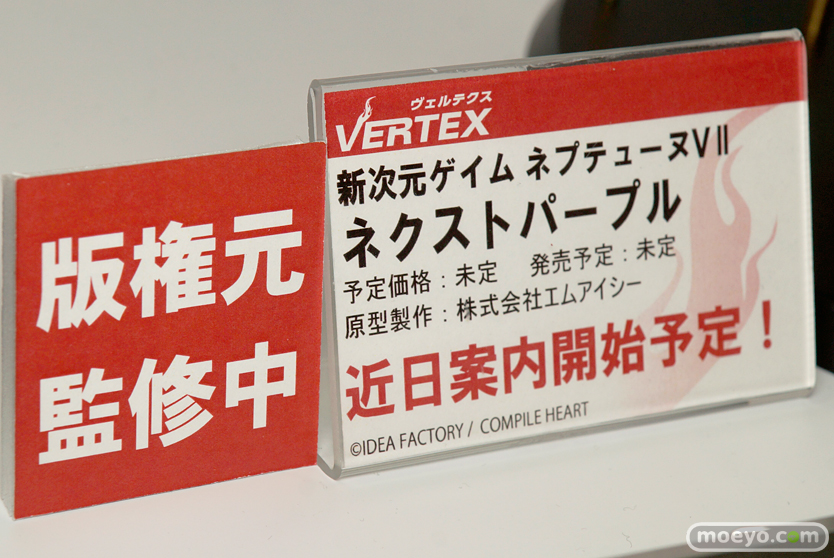 版権元
監修中
ヴェルテクス
VERTEX
新次元ゲイム ネプテューヌVⅡ
ネクストパープル
予定価格：未定 発売予定：未定
原型製作：株式会社エムアイシー
近日案内開始予定！
©IDEA FACTORY / COMPILE HEART
moeyo.com